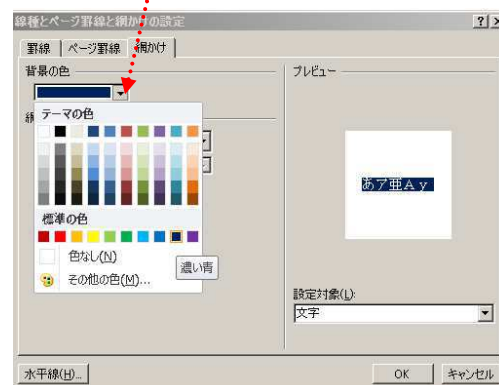 線種とページ罫線と網かけの設定
罫線 ページ罫線 網かけ
背景の色
プレビュー
テーマの色
標準の色
色なし(N)
その他の色(M)...
濃い青
あア亜Ay
設定対象(L):
文字
水平線(H)...
OK キャンセル